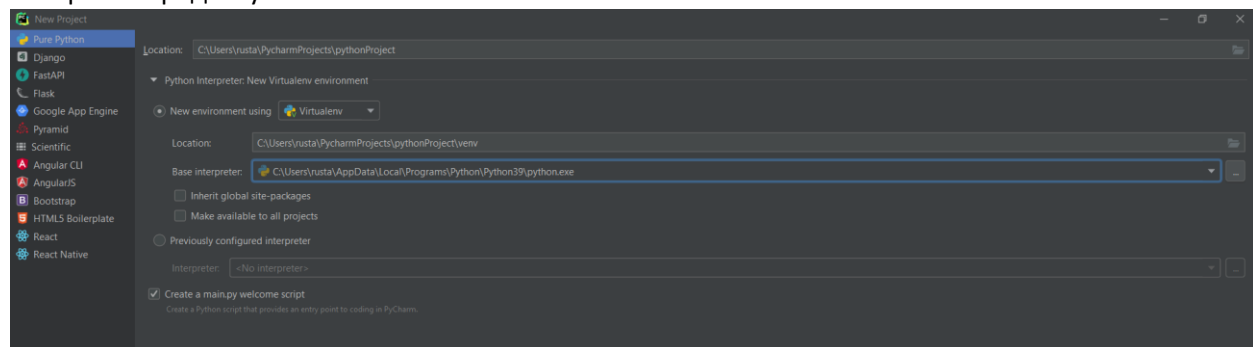 New Project
Pure Python
Django
FastAPI
Flask
Google App Engine
Pyramid
Scientific
Angular CLI
AngularJS
Bootstrap
HTML5 Boilerplate
React
React Native
Location: C:\Users\rusta\PycharmProjects\pythonProject
Python Interpreter: New Virtualenv environment
New environment using Virtualenv
Location: C:\Users\rusta\PycharmProjects\pythonProject\venv
Base interpreter: C:\Users\rusta\AppData\Local\Programs\Python\Python39\python.exe
Inherit global site-packages
Make available to all projects
Previously configured interpreter
Interpreter: <No interpreter>
Create a main.py welcome script
Create a Python script that provides an entry point to coding in PyCharm.